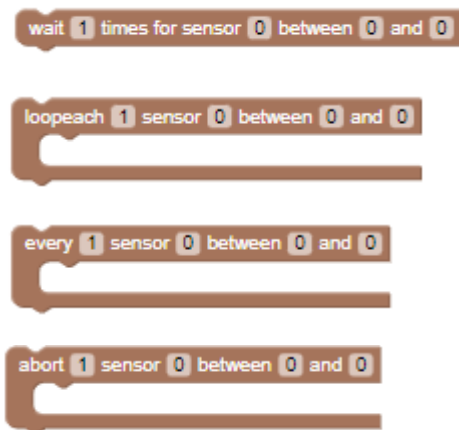 wait 1 times for sensor 0 between 0 and 0
loopeach 1 sensor 0 between 0 and 0
every 1 sensor 0 between 0 and 0
abort 1 sensor 0 between 0 and 0